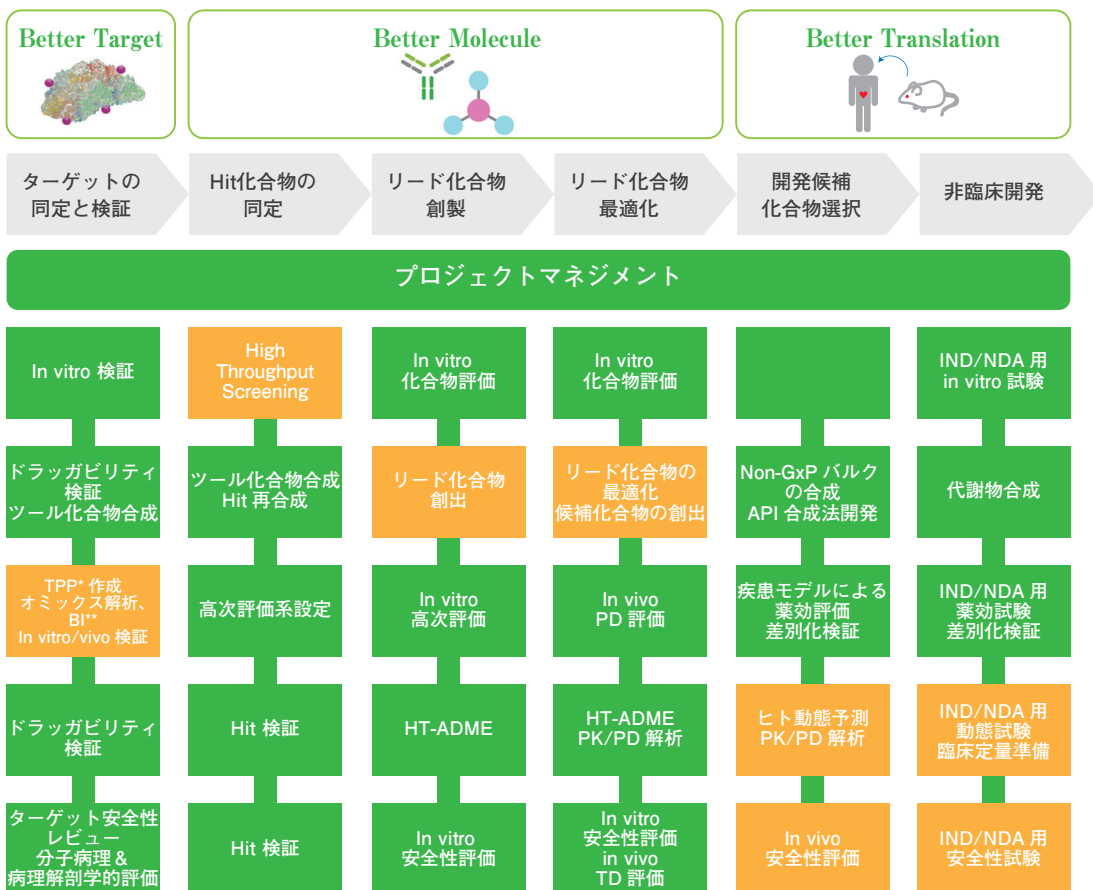 Better Target
Better Molecule
Better Translation
ターゲットの
同定と検証
Hit化合物の
同定
リード化合物
創製
リード化合物
最適化
開発候補
化合物選択
非臨床開発
プロジェクトマネジメント
In vitro 検証
High
Throughput
Screening
In vitro
化合物評価
In vitro
化合物評価
IND/NDA 用
in vitro 試験
ドラッガビリティ
検証
ツール化合物合成
ツール化合物合成
Hit 再合成
リード化合物
創出
リード化合物の
最適化
候補化合物の創出
Non-GxP バルク
の合成
API 合成法開発
代謝物合成
TPP* 作成
オミックス解析、
BI**
In vitro/vivo 検証
高次評価系設定
In vitro
高次評価
In vivo
PD 評価
疾患モデルによる
薬効評価
差別化検証
IND/NDA 用
薬効試験
差別化検証
ドラッガビリティ
検証
Hit 検証
HT-ADME
HT-ADME
PK/PD 解析
ヒト動態予測
PK/PD 解析
IND/NDA 用
動態試験
臨床定量準備
ターゲット安全性
レビュー
分子病理 &
病理解剖学的評価
Hit 検証
In vitro
安全性評価
In vitro
安全性評価
in vivo
TD 評価
In vivo
安全性評価
IND/NDA 用
安全性試験